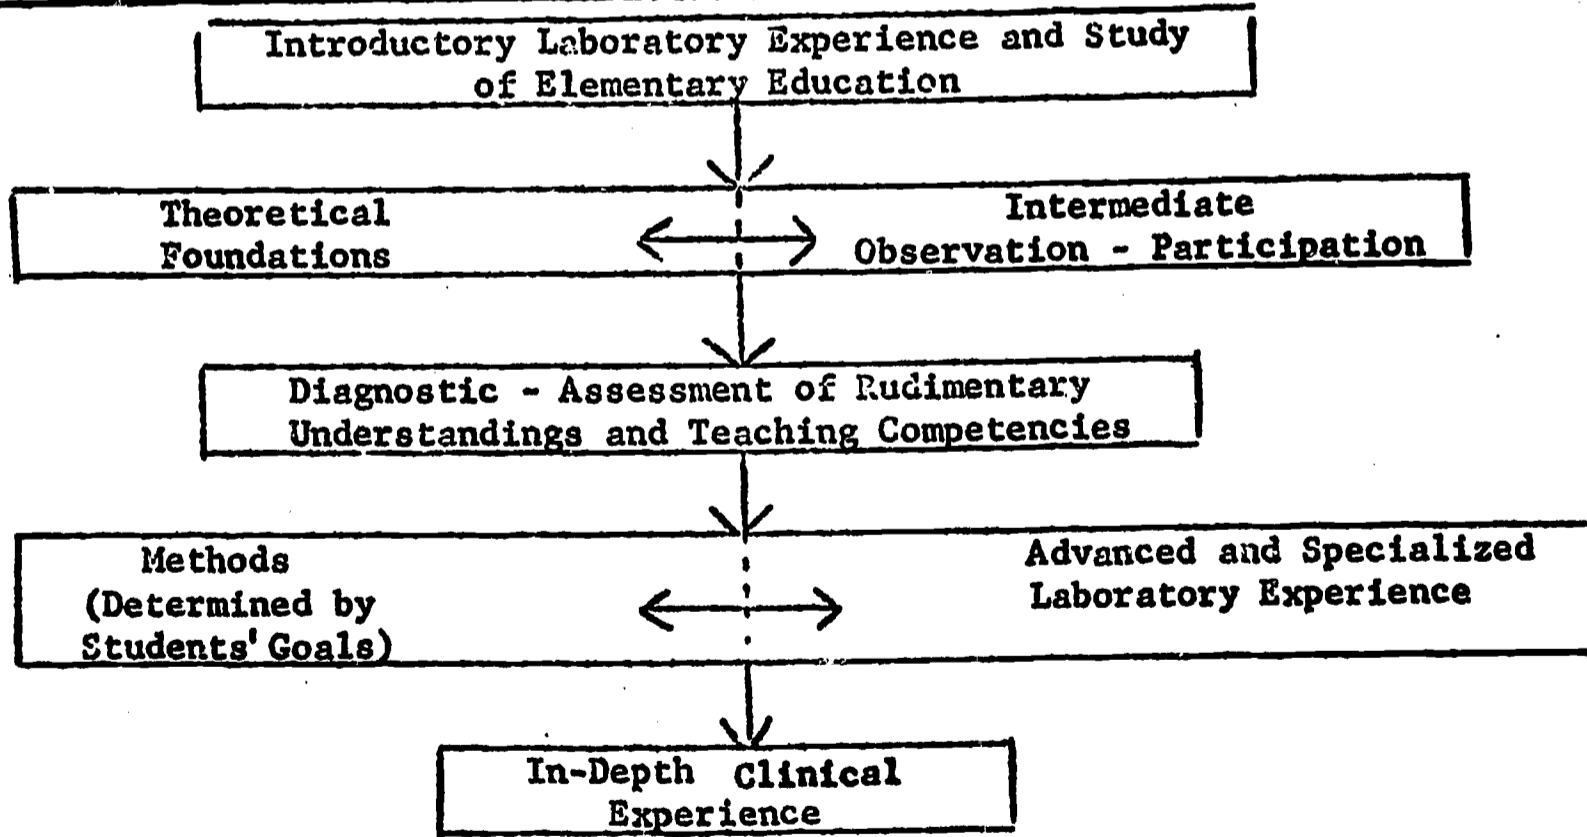 Introductory Laboratory Experience and Study
of Elementary Education
Theoretical
Foundations
Intermediate
Observation - Participation
Diagnostic - Assessment of Rudimentary
Understandings and Teaching Competencies
Methods
(Determined by
Students' Goals)
Advanced and Specialized
Laboratory Experience
In-Depth Clinical
Experience